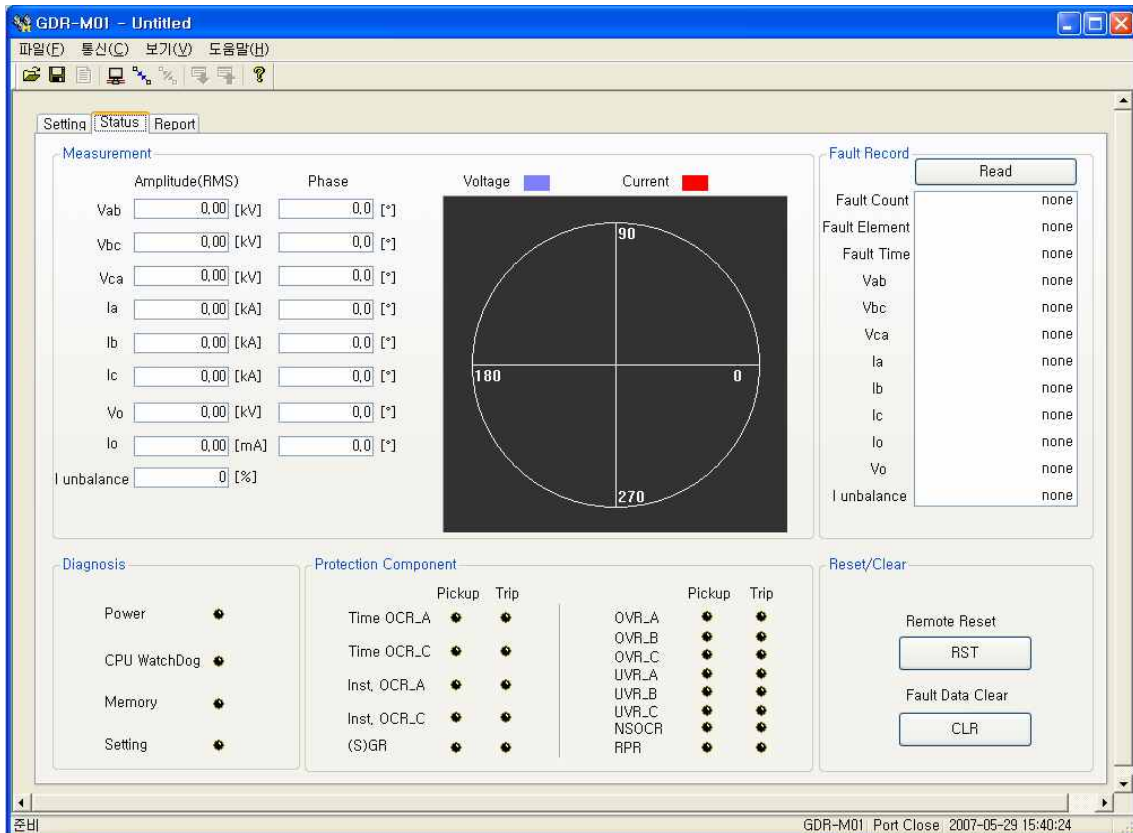 GDR-M01 - Untitled
파일(F) 통신(C) 보기(V) 도움말(H)
Setting Status Report
Measurement
Amplitude(RMS) Phase
Vab 0,00 [kV] 0,0 [°]
Vbc 0,00 [kV] 0,0 [°]
Vca 0,00 [kV] 0,0 [°]
Ia 0,00 [kA] 0,0 [°]
Ib 0,00 [kA] 0,0 [°]
Ic 0,00 [kA] 0,0 [°]
Vo 0,00 [kV] 0,0 [°]
Io 0,00 [mA] 0,0 [°]
I unbalance 0 [%]
Voltage Current
90
180 0
270
Fault Record
Read
Fault Count none
Fault Element none
Fault Time none
Vab none
Vbc none
Vca none
Ia none
Ib none
Ic none
Io none
Vo none
I unbalance none
Diagnosis
Power
CPU WatchDog
Memory
Setting
Protection Component
Pickup Trip
Time OCR_A
Time OCR_C
Inst, OCR_A
Inst, OCR_C
(S)GR
Pickup Trip
OVR_A
OVR_B
OVR_C
UVR_A
UVR_B
UVR_C
NSOCR
RPR
Reset/Clear
Remote Reset
RST
Fault Data Clear
CLR
준비 GDR-M01 Port Close 2007-05-29 15:40:24